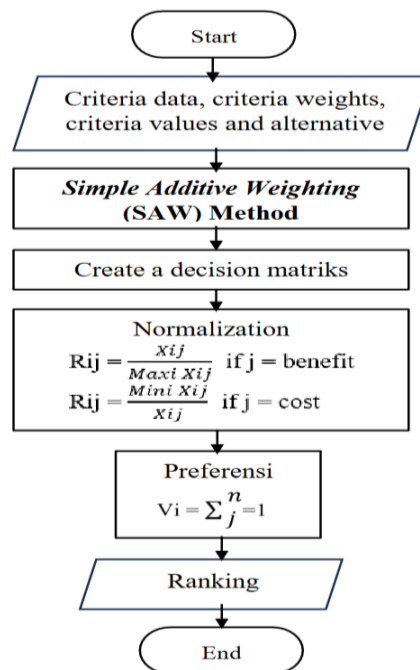 Start
Criteria data, criteria weights,
criteria values and alternative
Simple Additive Weighting
(SAW) Method
Create a decision matriks
Normalization
Rij = Xij / Maxi Xij if j = benefit
Rij = Mini Xij / Xij if j = cost
Preferensi
Vi = ∑ n j =1
Ranking
End